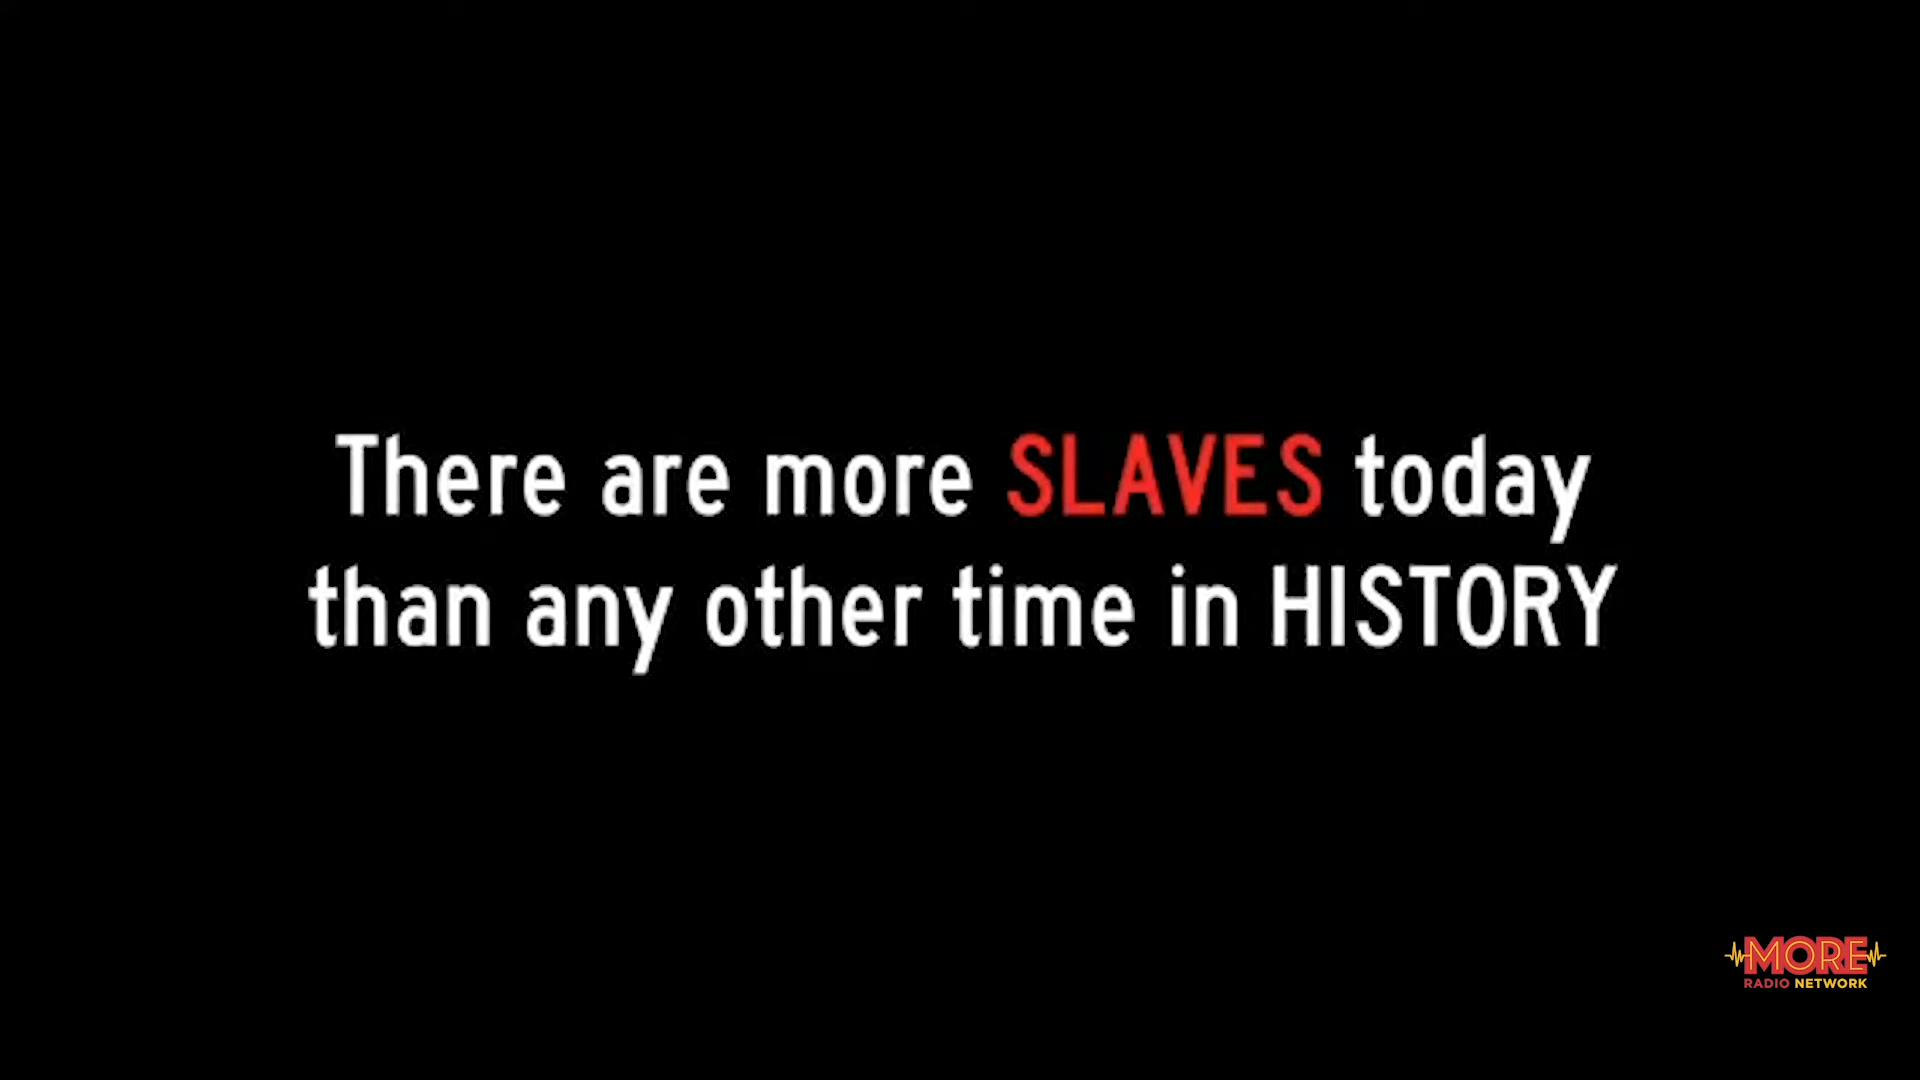 There are more SLAVES today
than any other time in HISTORY
MORE
RADIO NETWORK